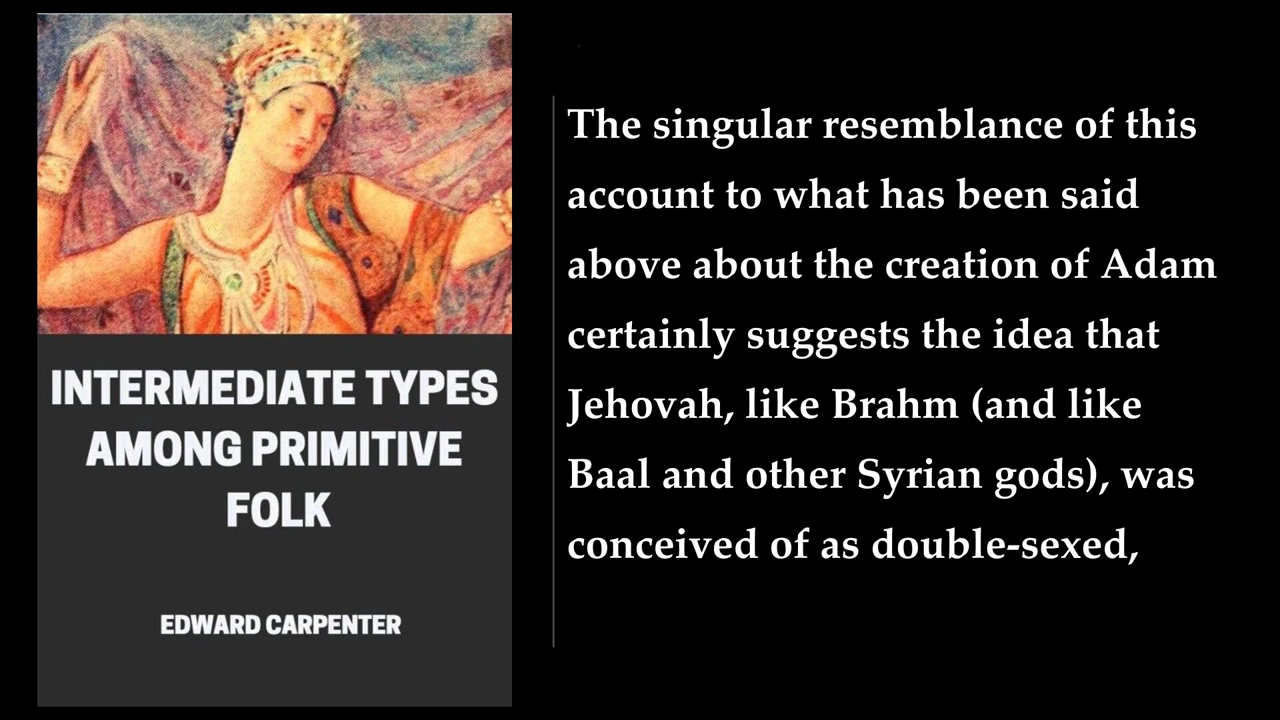 INTERMEDIATE TYPES
AMONG PRIMITIVE
FOLK
EDWARD CARPENTER
The singular resemblance of this
account to what has been said
above about the creation of Adam
certainly suggests the idea that
Jehovah, like Brahm (and like
Baal and other Syrian gods), was
conceived of as double-sexed,